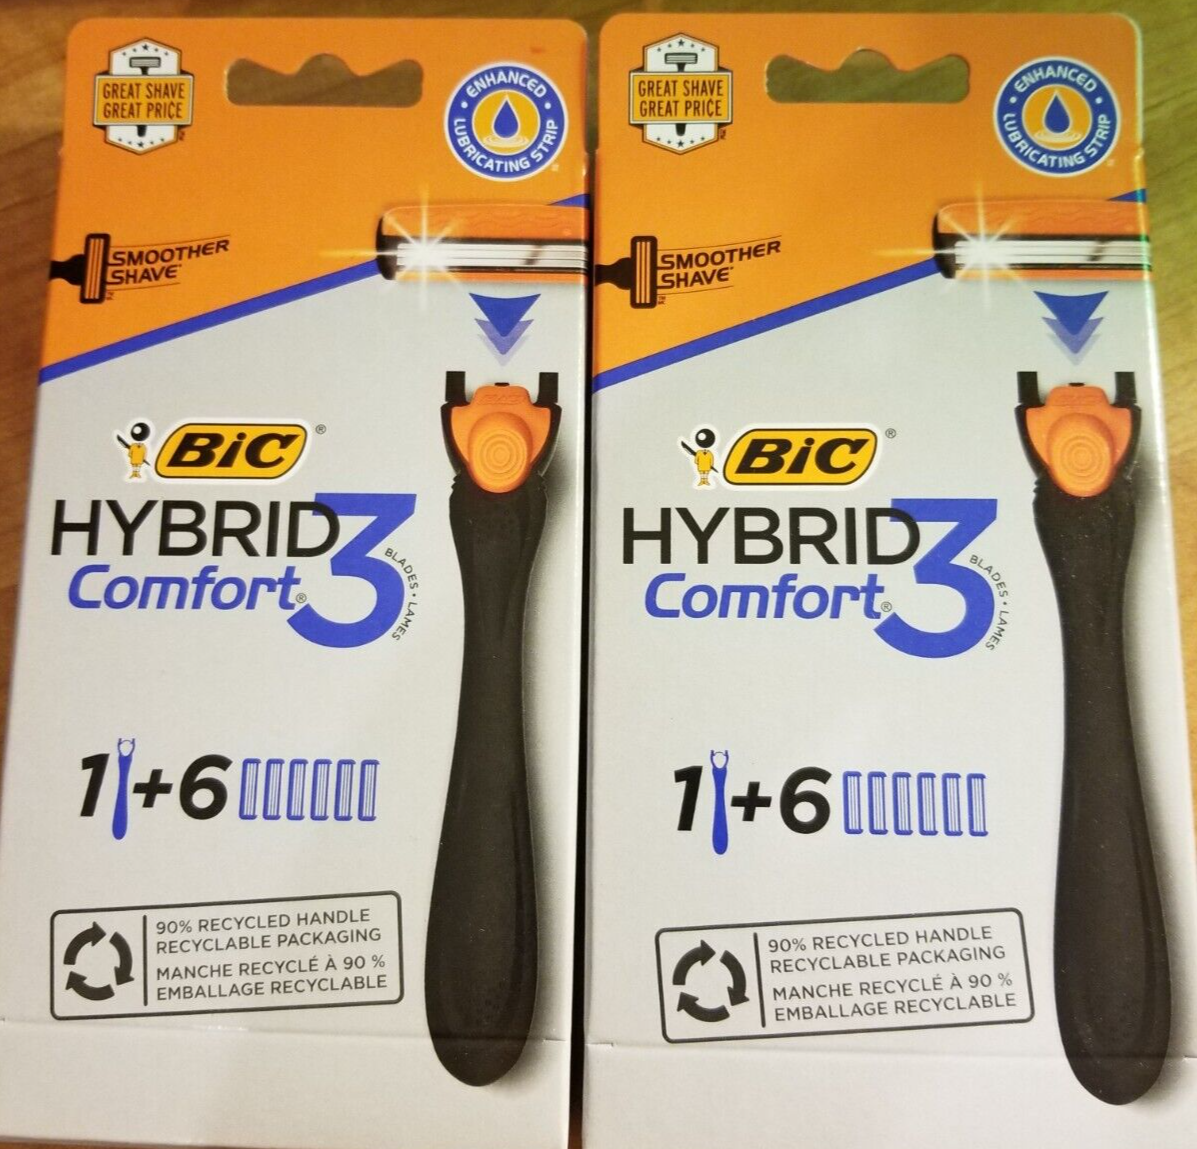 GREAT SHAVE
GREAT PRICE
ENHANCED
LUBRICATING STRIP
SMOOTHER
SHAVE
BiC®
HYBRID 3
Comfort®
BLADES • LAMES
1+6
90% RECYCLED HANDLE
RECYCLABLE PACKAGING
MANCHE RECYCLÉ À 90 %
EMBALLAGE RECYCLABLE
GREAT SHAVE
GREAT PRICE
ENHANCED
LUBRICATING STRIP
SMOOTHER
SHAVE
BiC®
HYBRID 3
Comfort®
BLADES • LAMES
1+6
90% RECYCLED HANDLE
RECYCLABLE PACKAGING
MANCHE RECYCLÉ À 90 %
EMBALLAGE RECYCLABLE